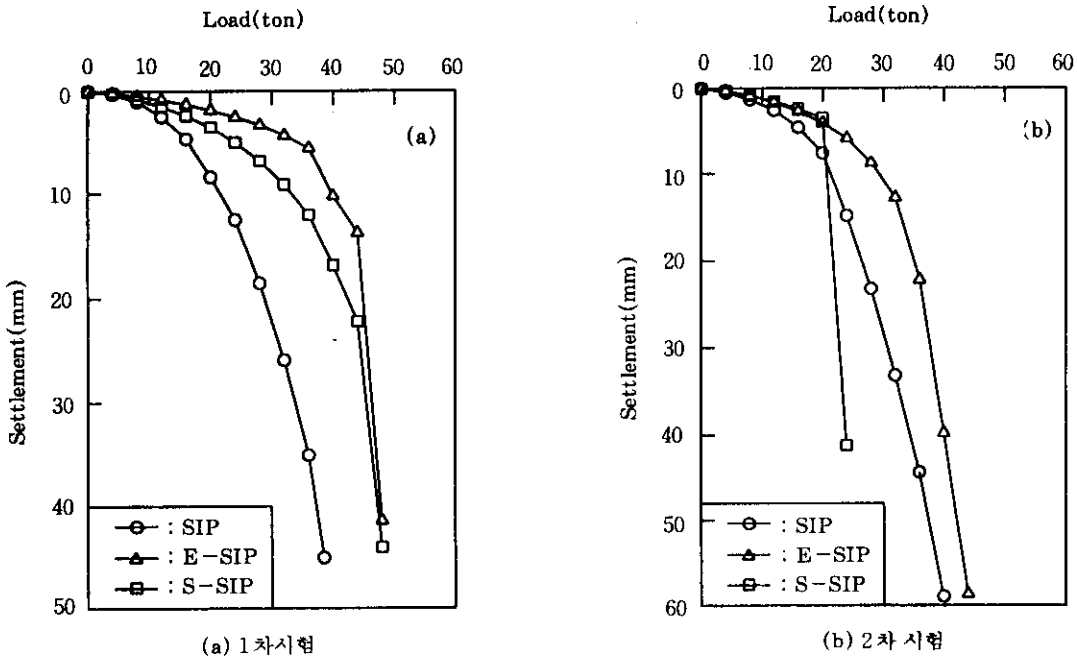 Load(ton)
0 10 20 30 40 50 60
0
10
20
30
40
50
Settlement(mm)
(a)
: SIP
: E-SIP
: S-SIP
(a) 1차시험
Load(ton)
0 10 20 30 40 50 60
0
10
20
30
40
50
60
Settlement(mm)
(b)
: SIP
: E-SIP
: S-SIP
(b) 2차 시험